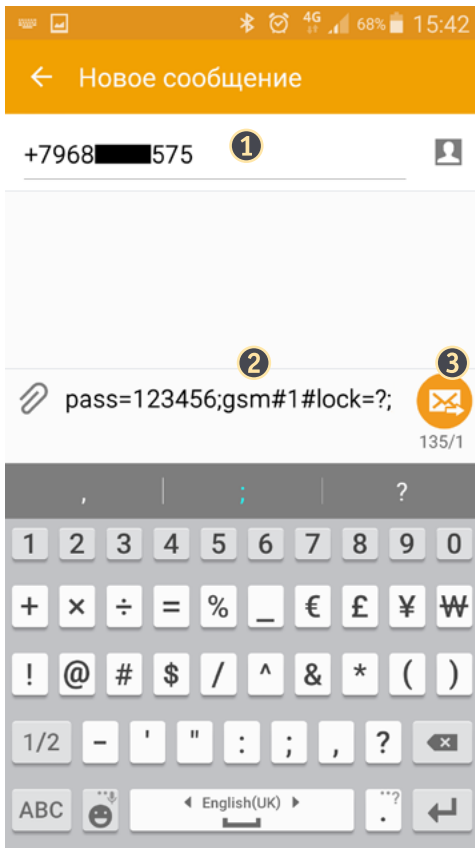 4G 68% 15:42
Новое сообщение
+7968 575 1
2 3
pass=123456;gsm#1#lock=?;
135/1
, ; ?
1 2 3 4 5 6 7 8 9 0
+ × ÷ = % _ € £ ¥ ₩
! @ # $ / ^ & * ( )
1/2 - ' " : ; , ?
ABC English(UK) . ...?